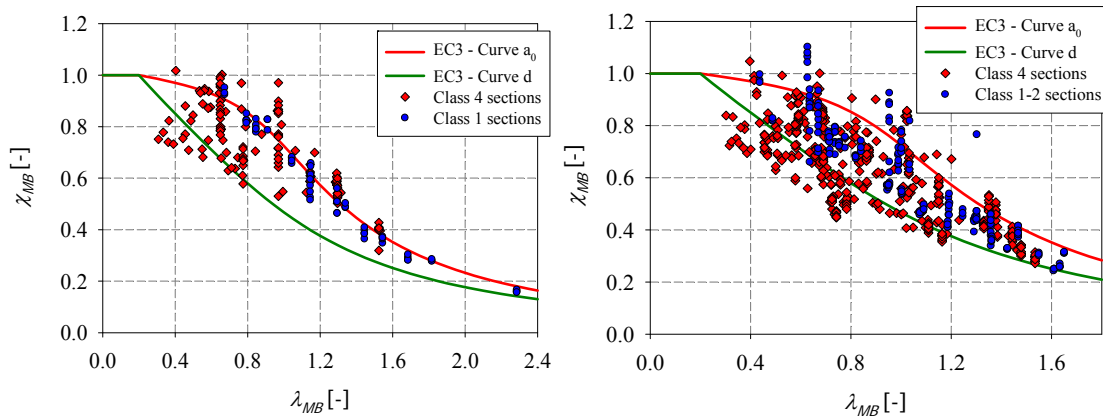 1.2
1.0
0.8
0.6
0.4
0.2
0.0
χMB [-]
0.0 0.4 0.8 1.2 1.6 2.0 2.4
λMB [-]
EC3 - Curve a0
EC3 - Curve d
Class 4 sections
Class 1 sections
1.2
1.0
0.8
0.6
0.4
0.2
0.0
χMB [-]
0.0 0.4 0.8 1.2 1.6
λMB [-]
EC3 - Curve a0
EC3 - Curve d
Class 4 sections
Class 1-2 sections